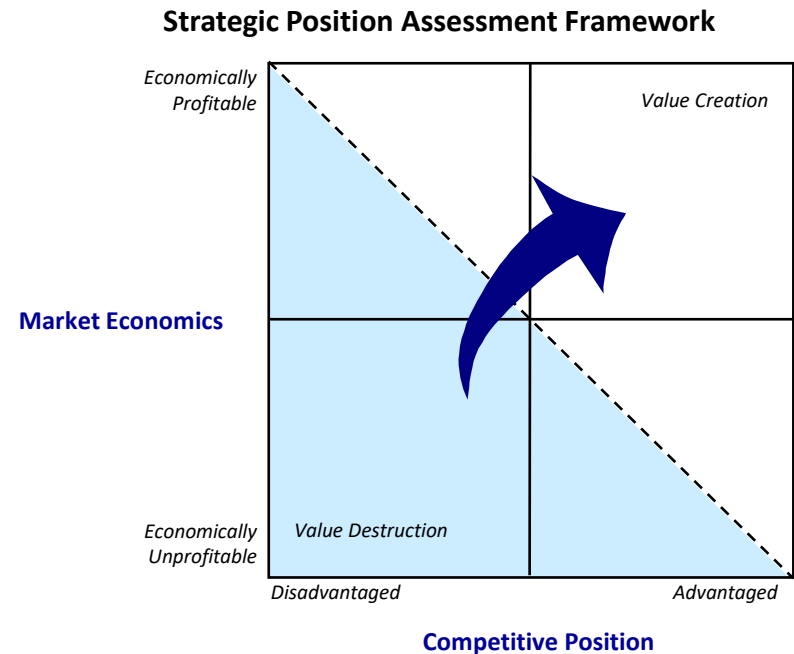 Strategic Position Assessment Framework
Economically
Profitable
Value Creation
Market Economics
Economically
Unprofitable
Value Destruction
Disadvantaged
Advantaged
Competitive Position